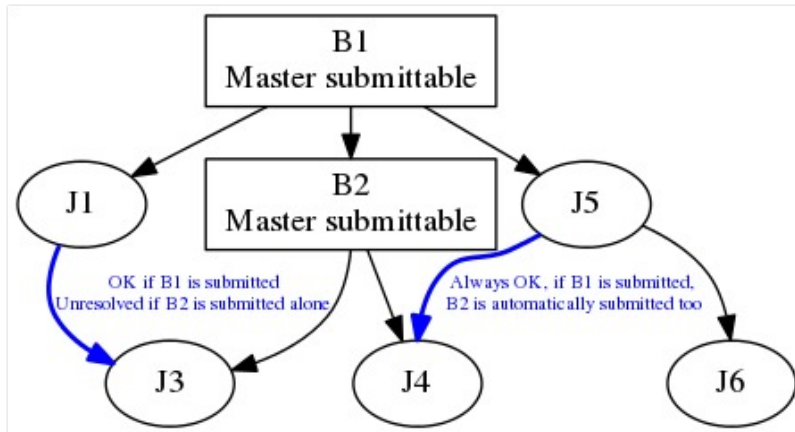 B1
Master submittable
J1
B2
Master submittable
J5
OK if B1 is submitted
Unresolved if B2 is submitted alone
Always OK, if B1 is submitted,
B2 is automatically submitted too
J3
J4
J6